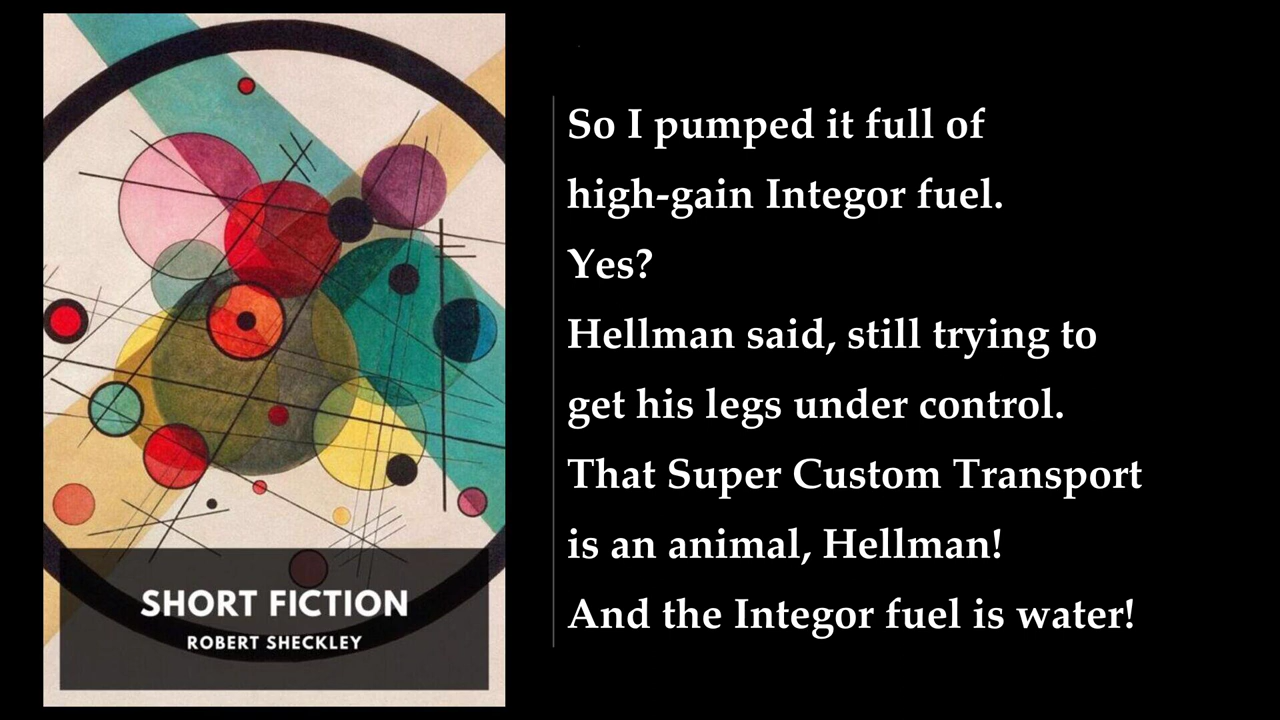 SHORT FICTION
ROBERT SHECKLEY
So I pumped it full of
high-gain Integor fuel.
Yes?
Hellman said, still trying to
get his legs under control.
That Super Custom Transport
is an animal, Hellman!
And the Integor fuel is water!